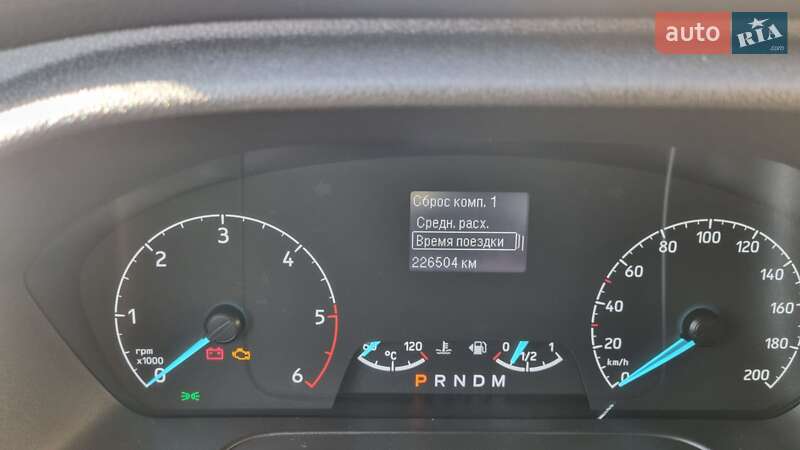 auto RIA.com
Сброс комп. 1
Средн. расх.
Время поездки
226504 км
0 1 2 3 4 5 6
rpm
x1000
120
°C
0 1/2 1
P R N D M
0 20 40 60 80 100 120 140 160 180 200
km/h